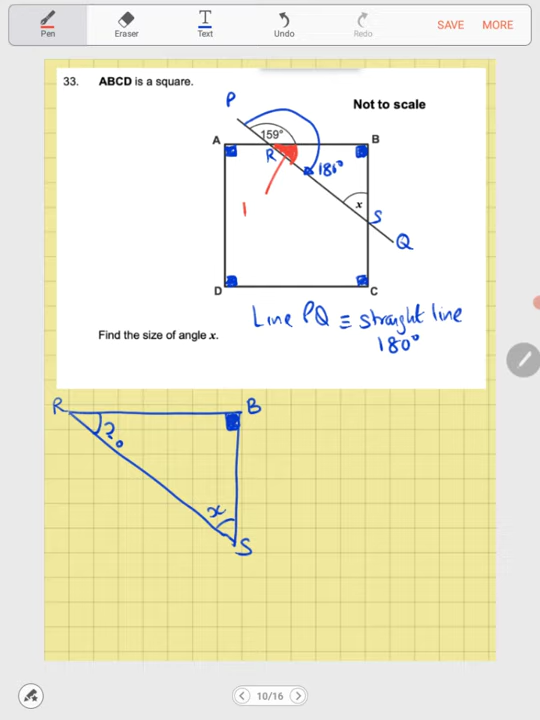 Pen
Eraser
Text
Undo
Redo
SAVE
MORE
33. ABCD is a square.
Not to scale
P
159°
A
B
R
180°
x
S
Q
D
C
Line PQ ≡ straight line
180°
Find the size of angle x.
R
B
?
x
S
10/16